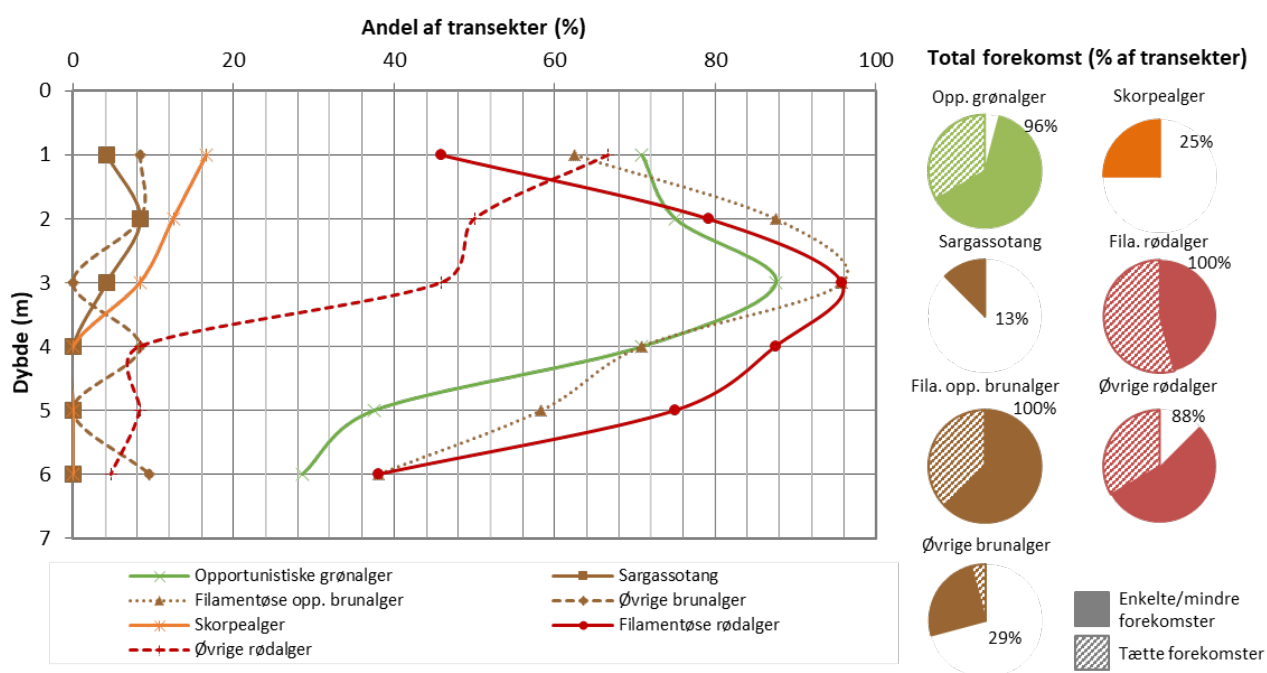 Andel af transekter (%)
0 20 40 60 80 100
0
1
2
3
4
5
6
7
Dybde (m)
Opportunistiske grønalger
Sargassotang
Filamentøse opp. brunalger
Øvrige brunalger
Skorpealger
Filamentøse rødalger
Øvrige rødalger
Total forekomst (% af transekter)
Opp. grønalger
96%
Skorpealger
25%
Sargassotang
13%
Fila. rødalger
100%
Fila. opp. brunalger
100%
Øvrige rødalger
88%
Øvrige brunalger
29%
Enkelte/mindre
forekomster
Tætte forekomster